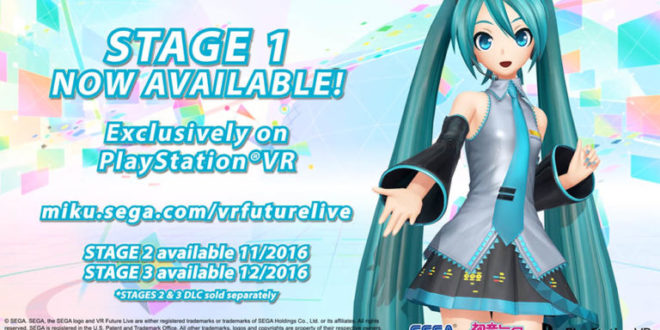 STAGE 1
NOW AVAILABLE!
Exclusively on
PlayStation®VR
miku.sega.com/vrfuturelive
STAGE 2 available 11/2016
STAGE 3 available 12/2016
*STAGES 2 & 3 DLC sold separately
© SEGA. SEGA, the SEGA logo and VR Future Live are either registered trademarks or trademarks of SEGA Holdings Co., Ltd. or its affiliates. All rights
reserved. SEGA is registered in the U.S. Patent and Trademark Office. All other trademarks, logos and copyrights are property of their respective owners.
SEGA 初音ミク